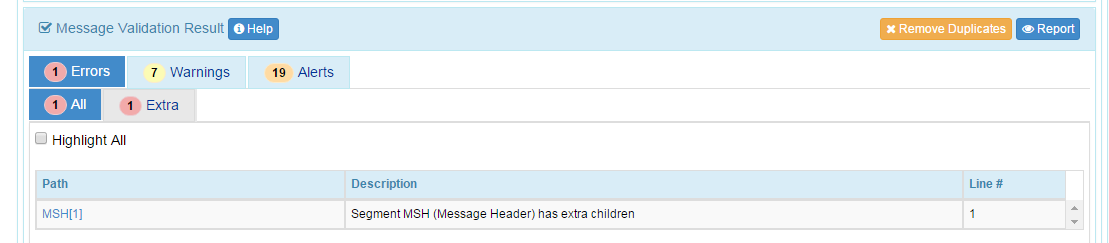 Message Validation Result Help Remove Duplicates Report
1 Errors 7 Warnings 19 Alerts
1 All 1 Extra
Highlight All
Path Description Line #
MSH[1] Segment MSH (Message Header) has extra children 1